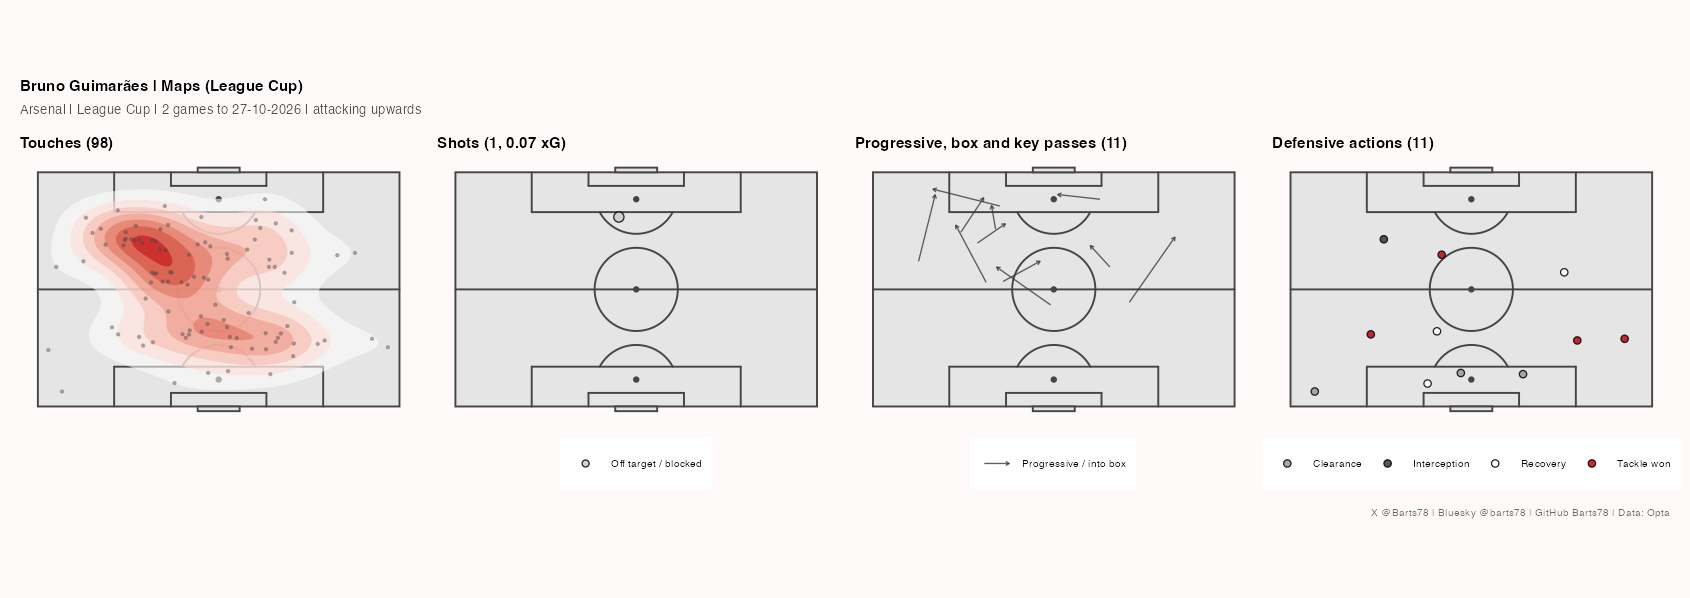 Bruno Guimarães | Maps (League Cup)
Arsenal | League Cup | 2 games to 27-10-2026 | attacking upwards
Touches (98)
Shots (1, 0.07 xG)
Progressive, box and key passes (11)
Defensive actions (11)
Off target / blocked
Progressive / into box
Clearance
Interception
Recovery
Tackle won
X @Barts78 | Bluesky @barts78 | GitHub Barts78 | Data: Opta